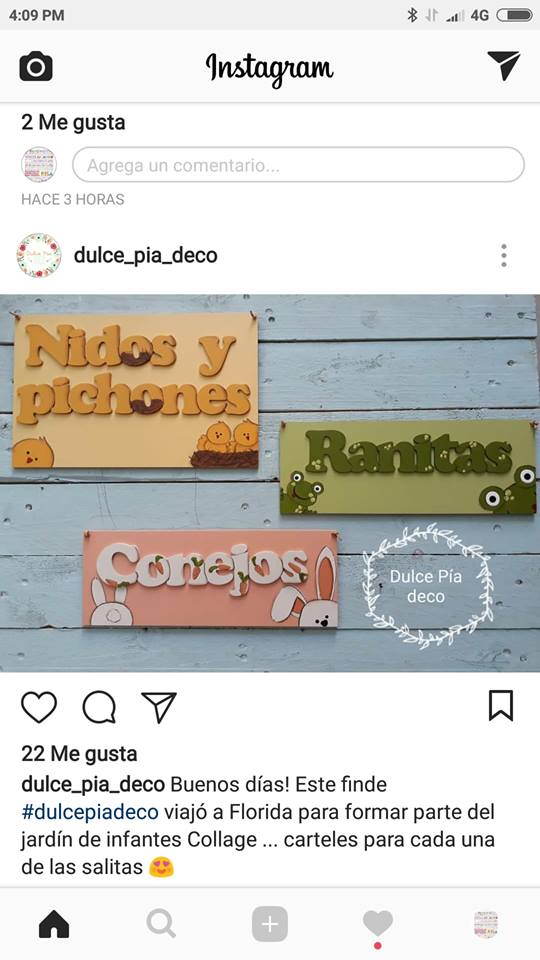 4:09 PM
4G
Instagram
2 Me gusta
Agrega un comentario...
HACE 3 HORAS
Dulce Pía
dulce_pia_deco
Nidos y
pichones
Ranitas
Conejos
Dulce Pía
deco
22 Me gusta
dulce_pia_deco Buenos días! Este finde
#dulcepiadeco viajó a Florida para formar parte del
jardín de infantes Collage ... carteles para cada una
de las salitas 😍